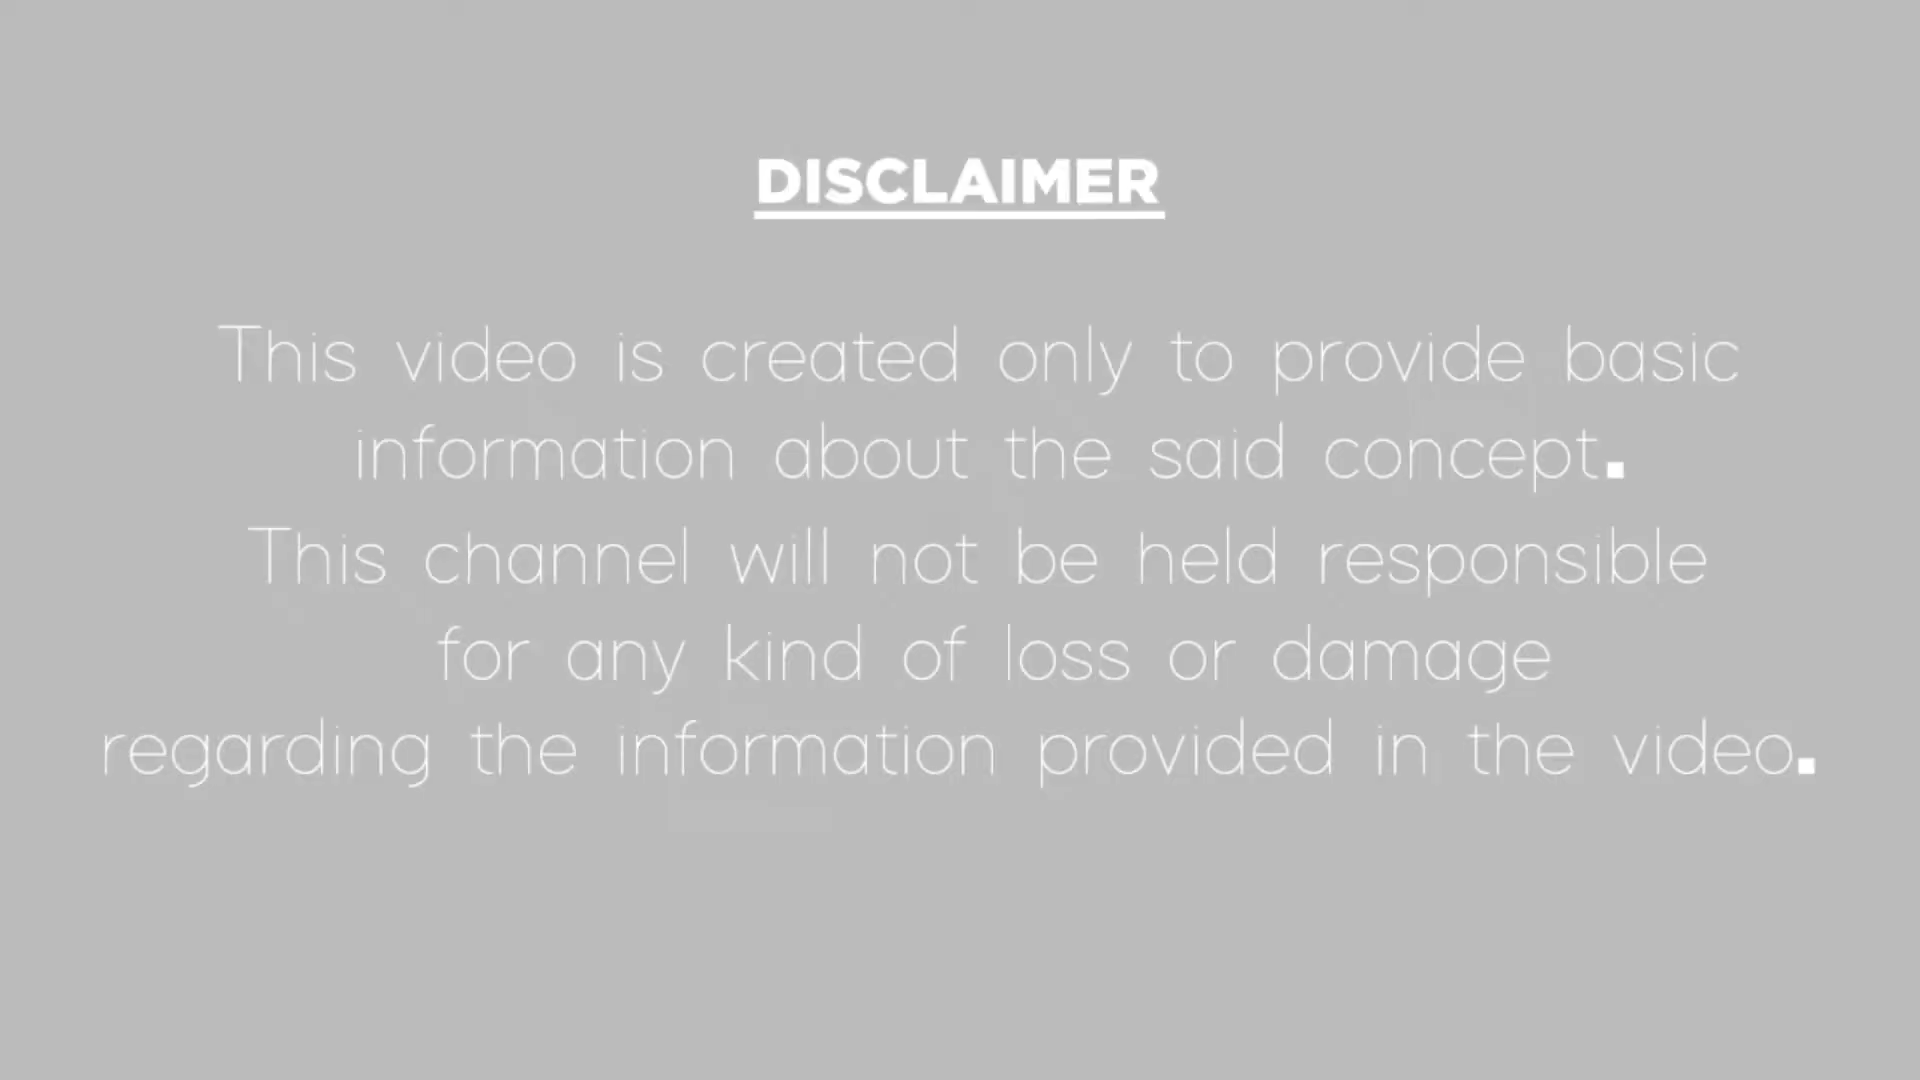 DISCLAIMER
This video is created only to provide basic
information about the said concept.
This channel will not be held responsible
for any kind of loss or damage
regarding the information provided in the video.